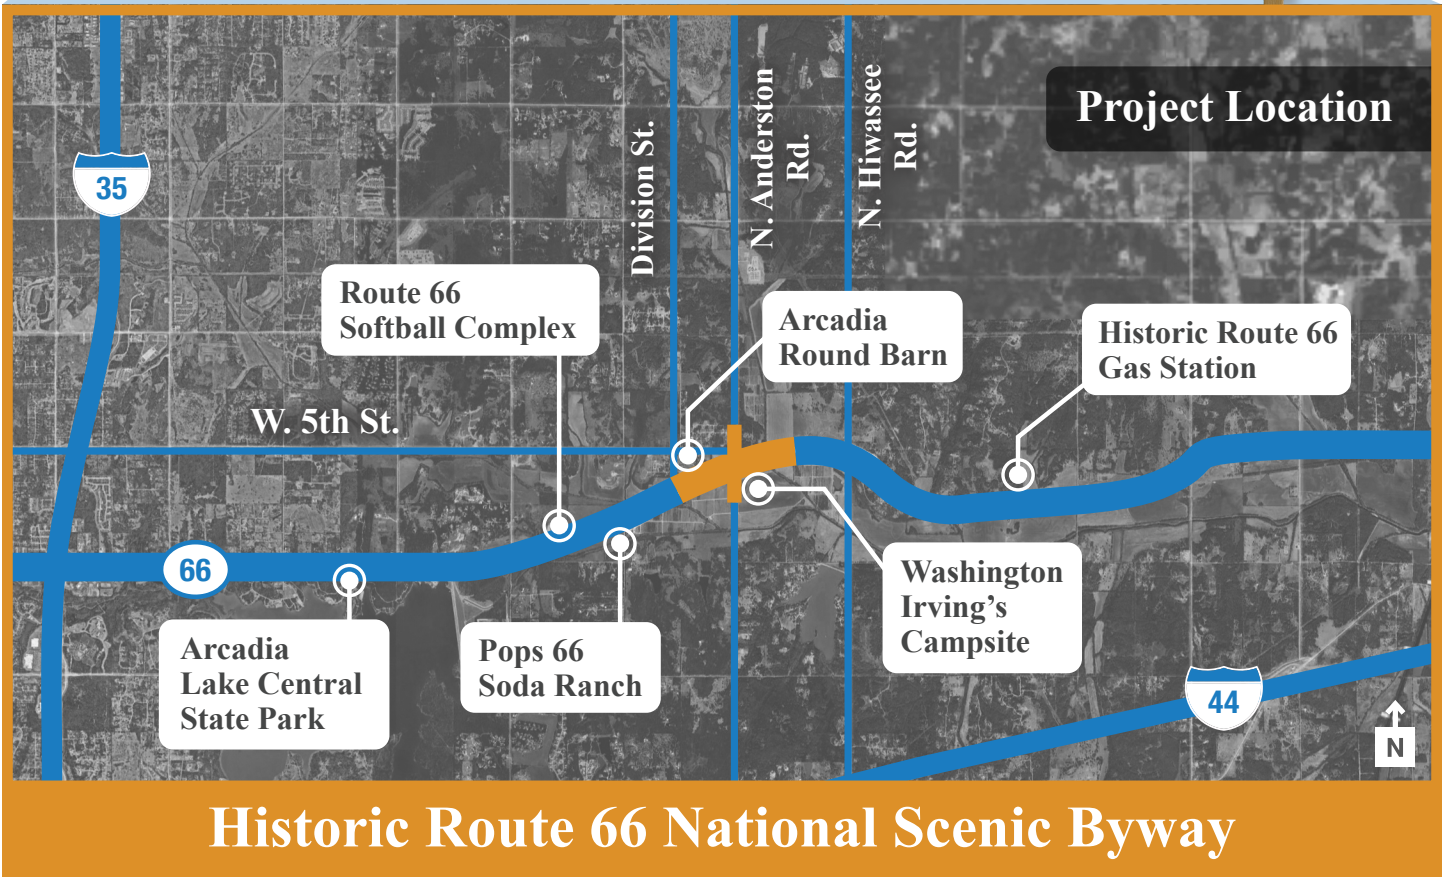 Project Location
35
Division St.
N. Anderston
Rd.
N. Hiwassee
Rd.
Route 66
Softball Complex
Arcadia
Round Barn
Historic Route 66
Gas Station
W. 5th St.
66
Arcadia
Lake Central
State Park
Pops 66
Soda Ranch
Washington
Irving’s
Campsite
44
N
Historic Route 66 National Scenic Byway